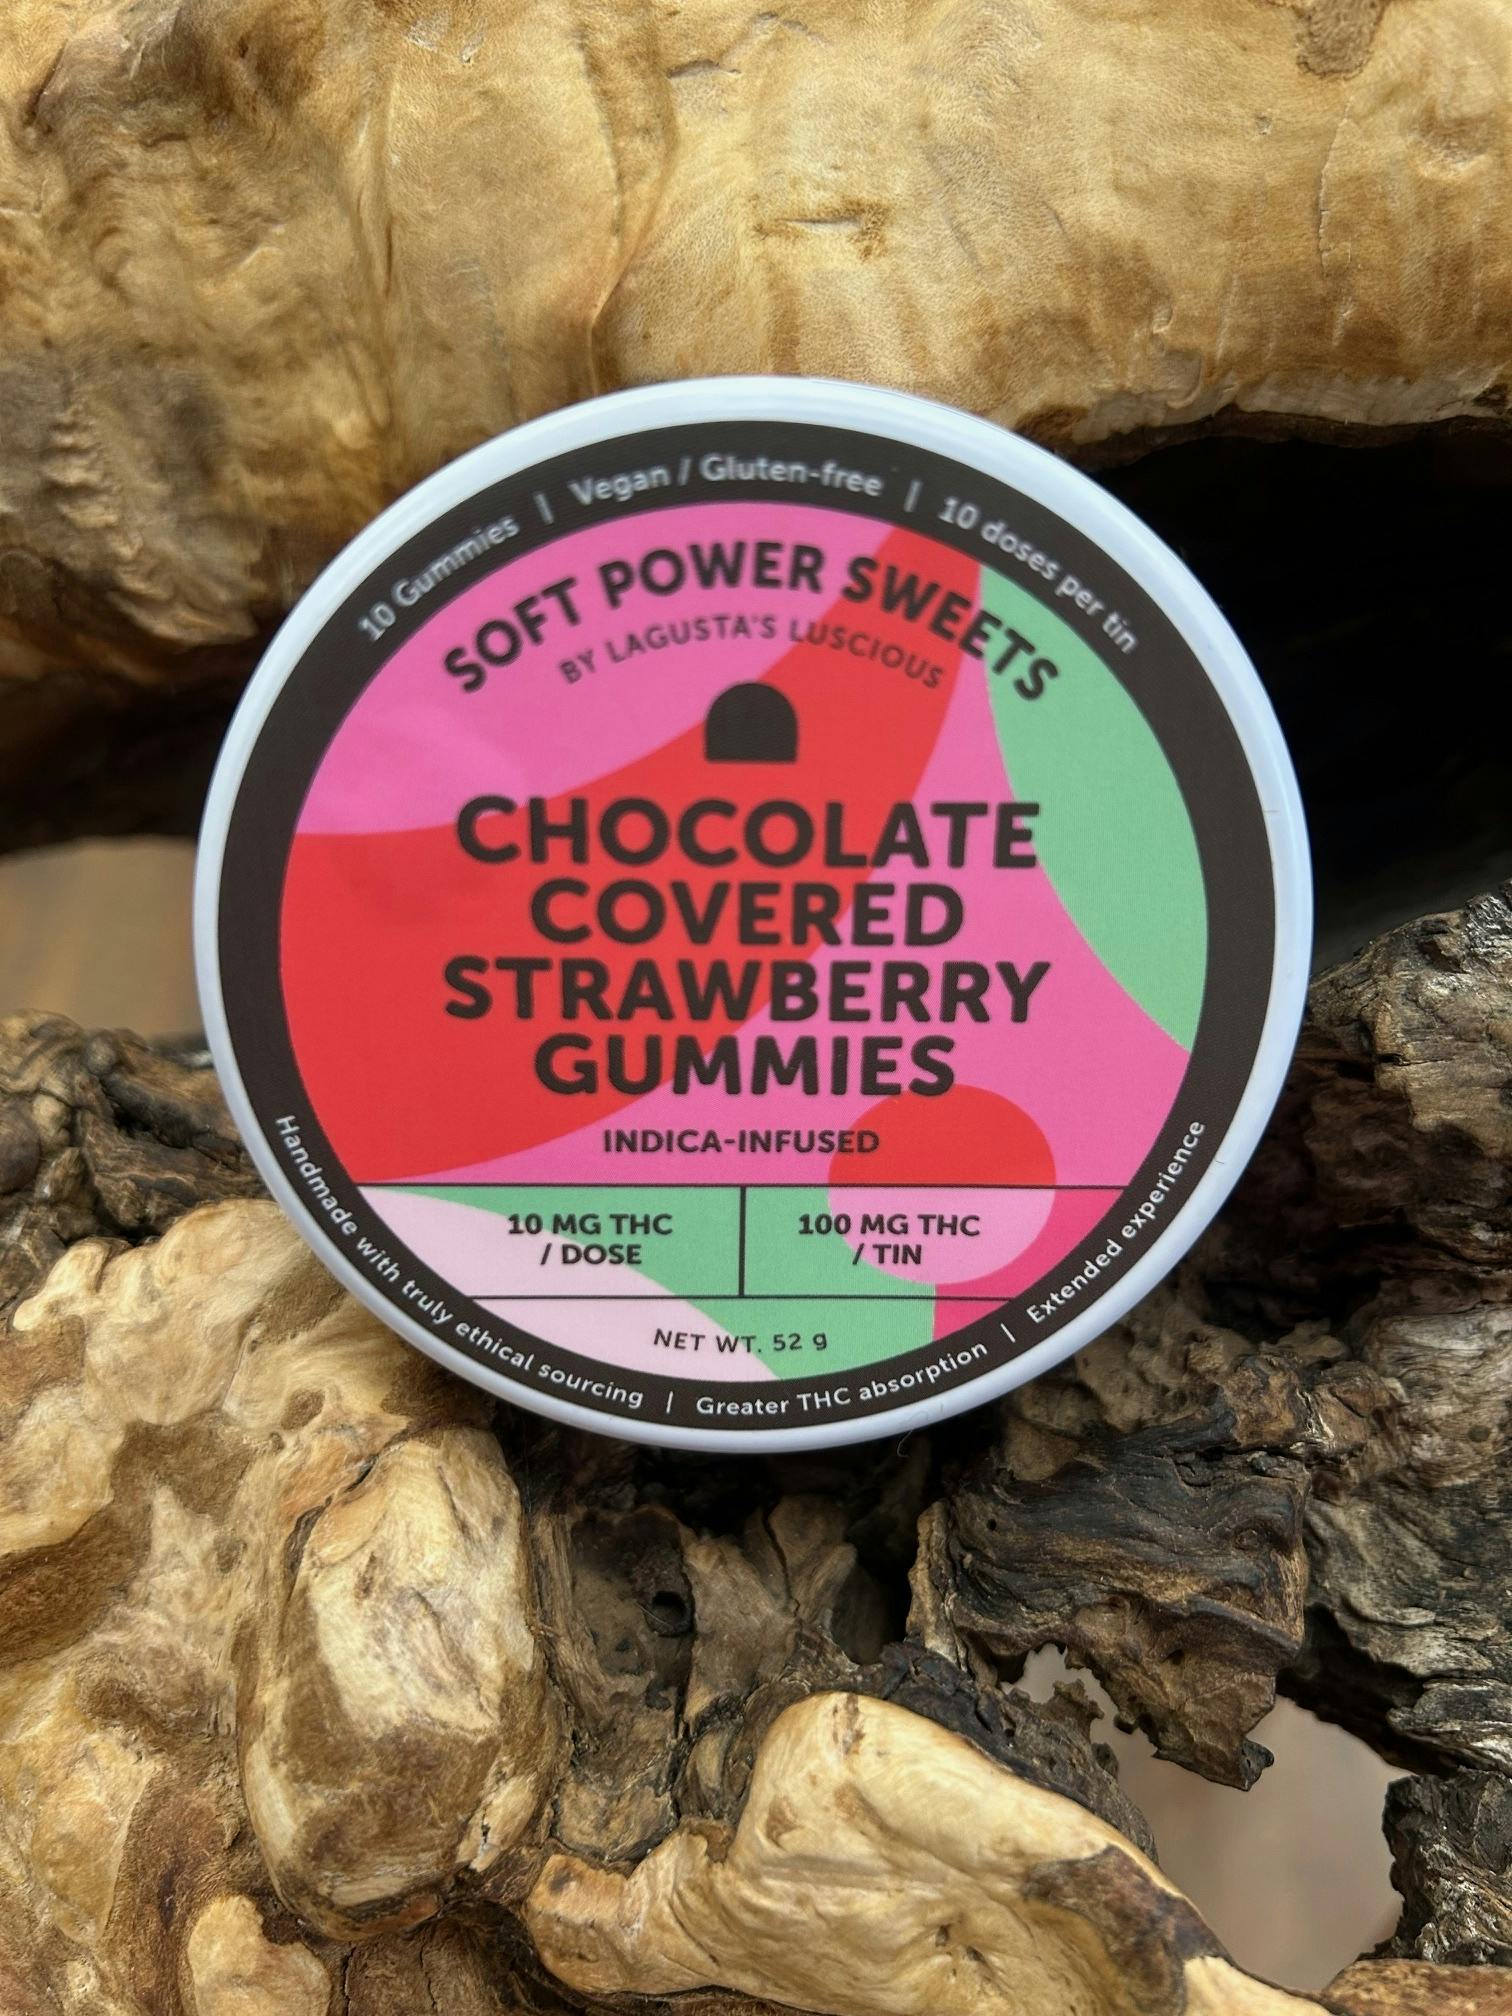 10 Gummies | Vegan / Gluten-free | 10 doses per tin
SOFT POWER SWEETS
BY LAGUSTA'S LUSCIOUS
CHOCOLATE
COVERED
STRAWBERRY
GUMMIES
INDICA-INFUSED
10 MG THC
/ DOSE
100 MG THC
/ TIN
NET WT. 52 g
Handmade with truly ethical sourcing | Greater THC absorption | Extended experience